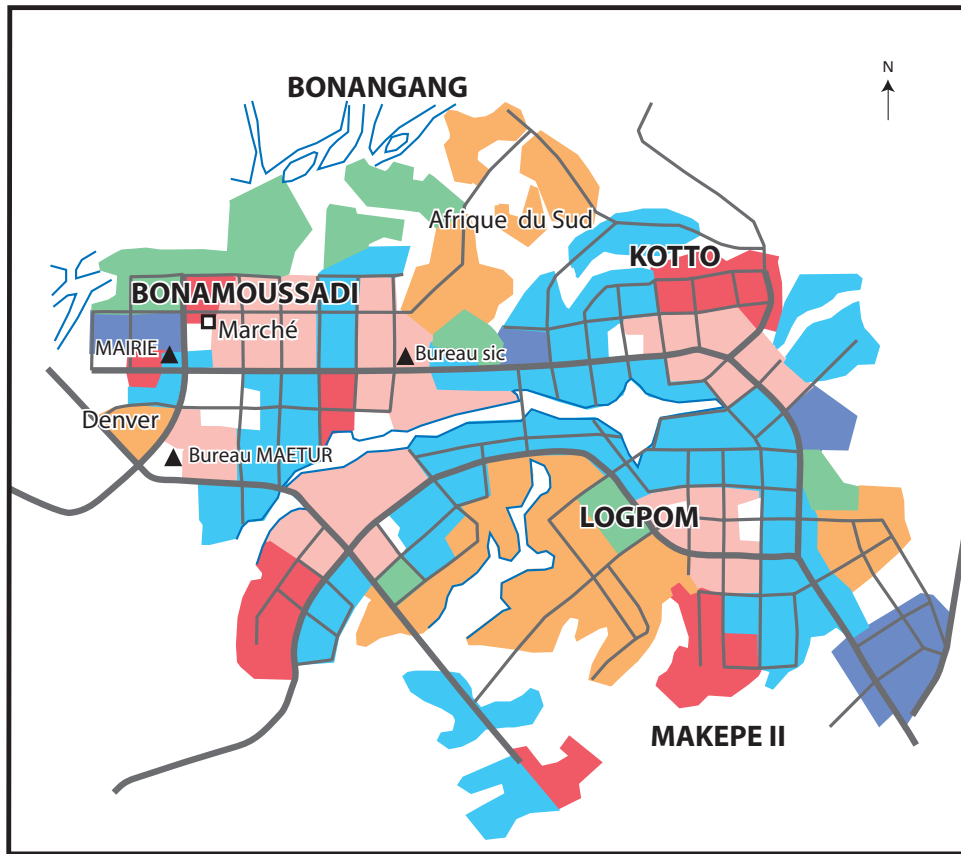 BONANGANG
N
Afrique du Sud
KOTTO
BONAMOUSSADI
Marché
MAIRIE
Bureau sic
Denver
Bureau MAETUR
LOGPOM
MAKEPE II